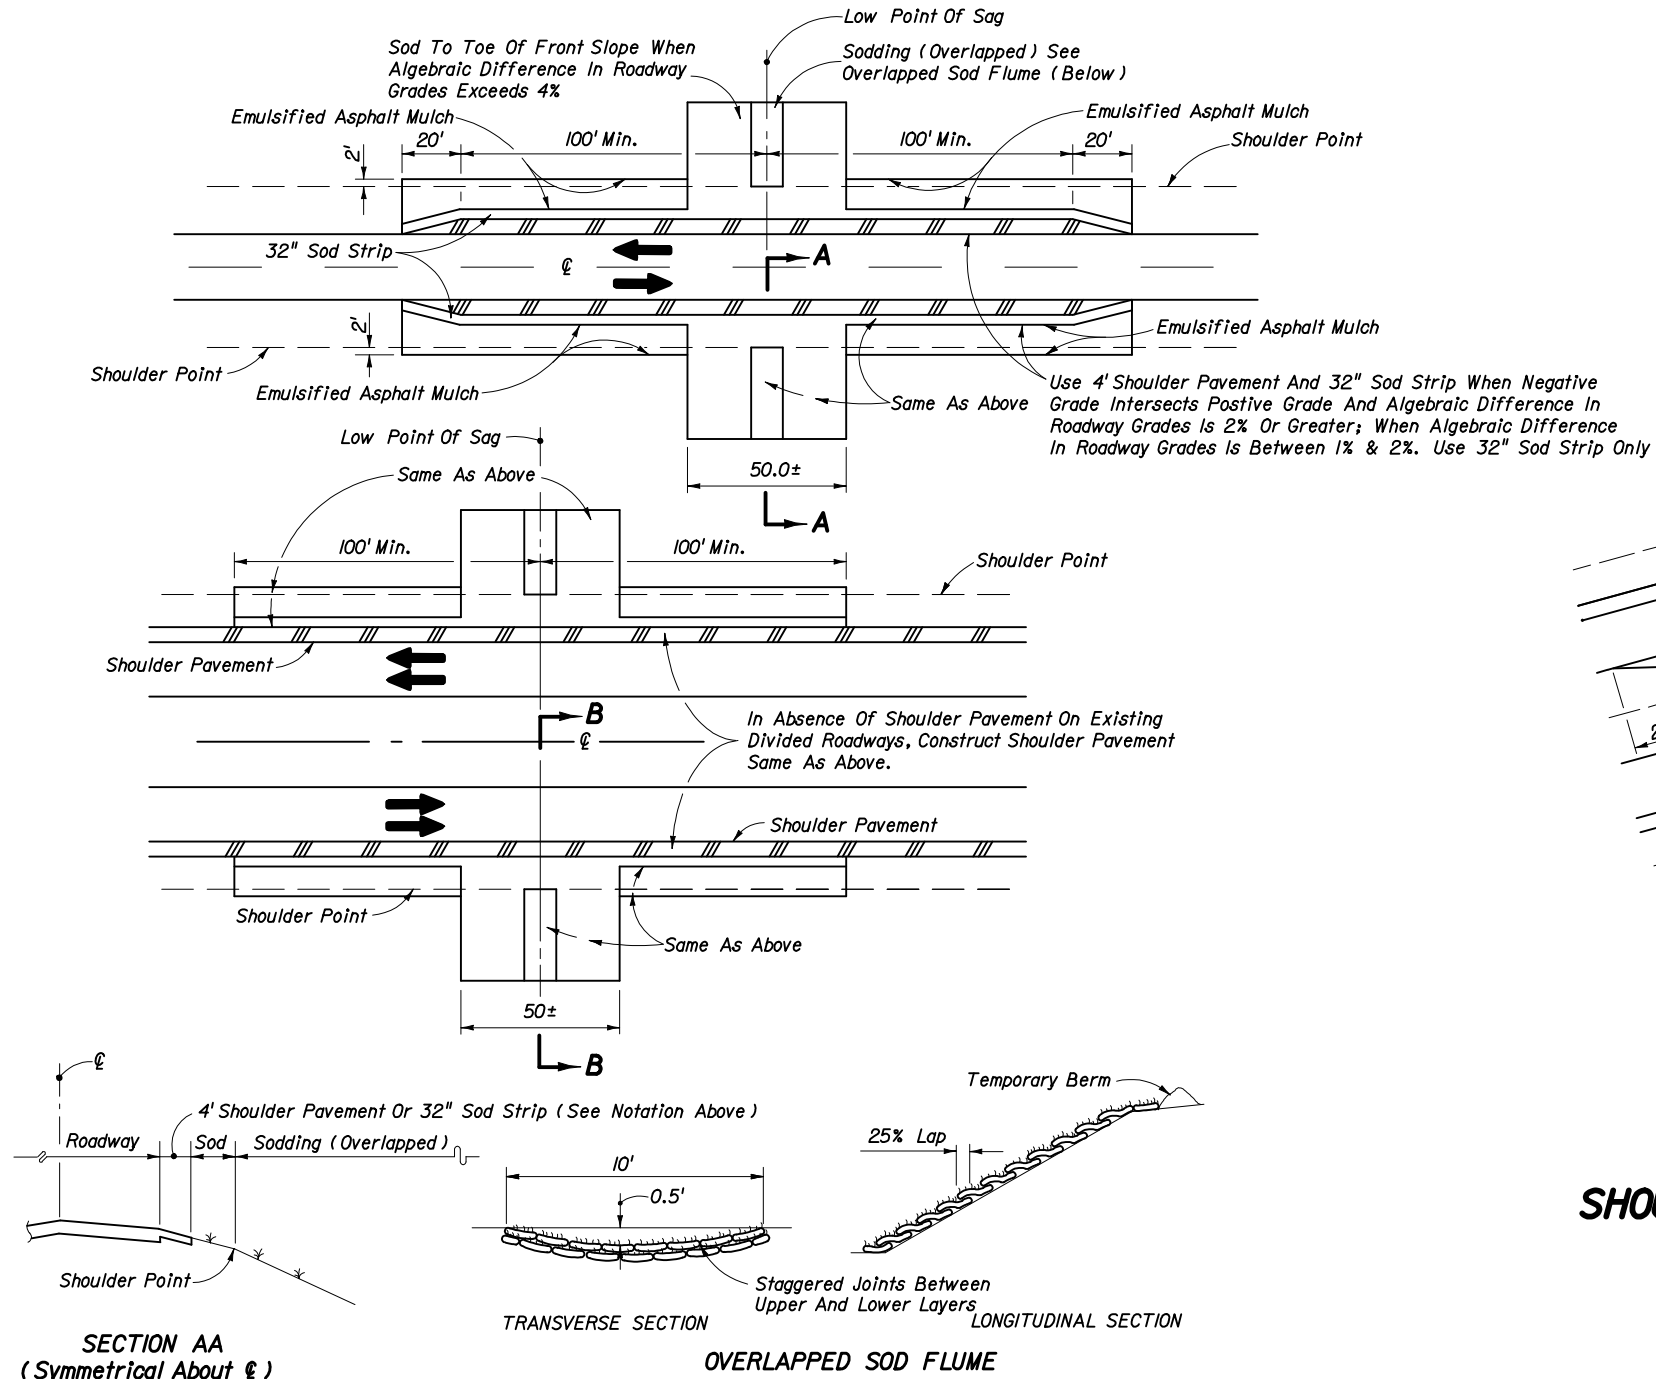 Low Point Of Sag
Sod To Toe Of Front Slope When
Algebraic Difference In Roadway
Grades Exceeds 4%
Sodding (Overlapped) See
Overlapped Sod Flume (Below)
Emulsified Asphalt Mulch
Emulsified Asphalt Mulch
20'
100' Min.
100' Min.
20'
Shoulder Point
2'
32" Sod Strip
℄
A
2'
Emulsified Asphalt Mulch
Shoulder Point
Emulsified Asphalt Mulch
Same As Above
Use 4' Shoulder Pavement And 32" Sod Strip When Negative
Grade Intersects Postive Grade And Algebraic Difference In
Roadway Grades Is 2% Or Greater; When Algebraic Difference
In Roadway Grades Is Between 1% & 2%. Use 32" Sod Strip Only
Low Point Of Sag
50.0±
Same As Above
A
100' Min.
100' Min.
Shoulder Point
Shoulder Pavement
B
℄
In Absence Of Shoulder Pavement On Existing
Divided Roadways, Construct Shoulder Pavement
Same As Above.
Shoulder Pavement
Shoulder Point
Same As Above
50±
B
℄
Temporary Berm
4' Shoulder Pavement Or 32" Sod Strip (See Notation Above)
Roadway
Sod
Sodding (Overlapped)
25% Lap
10'
0.5'
Shoulder Point
Staggered Joints Between
Upper And Lower Layers
TRANSVERSE SECTION
LONGITUDINAL SECTION
SECTION AA
(Symmetrical About ℄)
OVERLAPPED SOD FLUME